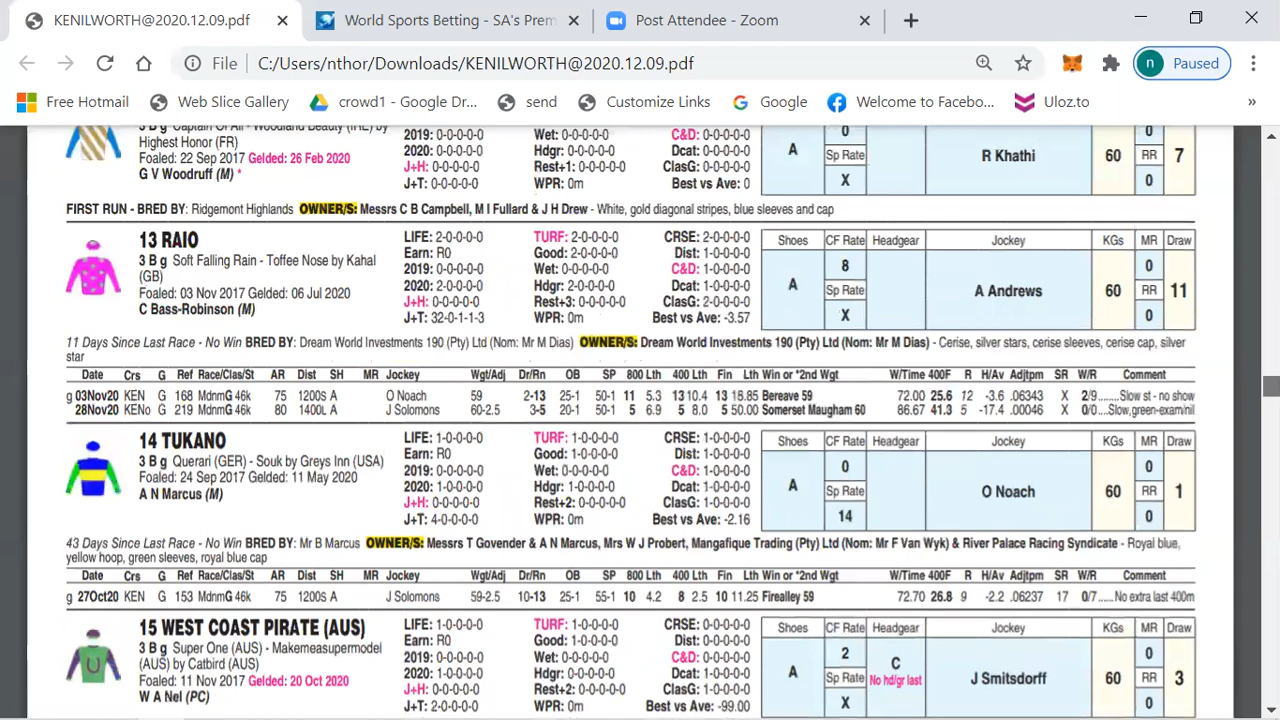 KENILWORTH@2020.12.09.pdf
World Sports Betting - SA's Prem
Post Attendee - Zoom
File C:/Users/nthor/Downloads/KENILWORTH@2020.12.09.pdf
n Paused
Free Hotmail Web Slice Gallery crowd1 - Google Dr... send Customize Links Google Welcome to Facebo... Uloz.to »
3 B g Captain Of All - Woodland Beauty (IRE) by 2019: 0-0-0-0-0 Wet: 0-0-0-0-0 C&D: 0-0-0-0-0 A 0 R Khathi 60 0 7
Highest Honor (FR) 2020: 0-0-0-0-0 Hdgr: 0-0-0-0-0 Dcat: 0-0-0-0-0 Sp Rate RR
Foaled: 22 Sep 2017 Gelded: 26 Feb 2020 J+H: 0-0-0-0-0 Rest+1: 0-0-0-0-0 ClasG: 0-0-0-0-0 X 0
G V Woodruff (M) * J+T: 0-0-0-0-0 WPR: 0m Best vs Ave: 0
FIRST RUN - BRED BY: Ridgemont Highlands OWNER/S: Messrs C B Campbell, M I Fullard & J H Drew - White, gold diagonal stripes, blue sleeves and cap
13 RAIO LIFE: 2-0-0-0-0 TURF: 2-0-0-0-0 CRSE: 2-0-0-0-0 Shoes CF Rate Headgear Jockey KGs MR Draw
3 B g Soft Falling Rain - Toffee Nose by Kahal Earn: R0 Good: 2-0-0-0-0 Dist: 1-0-0-0-0 8 0
(GB) 2019: 0-0-0-0-0 Wet: 0-0-0-0-0 C&D: 1-0-0-0-0 A Sp Rate A Andrews 60 RR 11
Foaled: 03 Nov 2017 Gelded: 06 Jul 2020 2020: 2-0-0-0-0 Hdgr: 2-0-0-0-0 Dcat: 1-0-0-0-0 X 0
C Bass-Robinson (M) J+H: 0-0-0-0-0 Rest+3: 0-0-0-0-0 ClasG: 2-0-0-0-0
J+T: 32-0-1-1-3 WPR: 0m Best vs Ave: -3.57
11 Days Since Last Race - No Win BRED BY: Dream World Investments 190 (Pty) Ltd (Nom: Mr M Dias) OWNER/S: Dream World Investments 190 (Pty) Ltd (Nom: Mr M Dias) - Cerise, silver stars, cerise sleeves, cerise cap, silver
star
Date Crs G Ref Race/Clas/St AR Dist SH MR Jockey Wgt/Adj Dr/Rn OB SP 800 Lth 400 Lth Fin Lth Win or *2nd Wgt W/Time 400F R H/Av Adjtpm SR W/R Comment
g 03Nov20 KEN G 168 MdnmG 46k 75 1200S A O Noach 59 2-13 25-1 50-1 11 5.3 13 10.4 13 18.85 Bereave 59 72.00 25.6 12 -3.6 .06343 X 2/9 ....Slow st - no show
28Nov20 KENo G 219 MdnmG 46k 80 1400L A J Solomons 60-2.5 3-5 20-1 50-1 5 6.9 5 8.0 5 50.00 Somerset Maugham 60 86.67 41.3 5 -17.4 .00046 X 0/0 ....Slow,green-exam/nil
14 TUKANO LIFE: 1-0-0-0-0 TURF: 1-0-0-0-0 CRSE: 1-0-0-0-0 Shoes CF Rate Headgear Jockey KGs MR Draw
3 B g Querari (GER) - Souk by Greys Inn (USA) Earn: R0 Good: 1-0-0-0-0 Dist: 1-0-0-0-0 0 0
Foaled: 24 Sep 2017 Gelded: 11 May 2020 2019: 0-0-0-0-0 Wet: 0-0-0-0-0 C&D: 1-0-0-0-0 A Sp Rate O Noach 60 RR 1
A N Marcus (M) 2020: 1-0-0-0-0 Hdgr: 1-0-0-0-0 Dcat: 1-0-0-0-0 14 0
J+H: 0-0-0-0-0 Rest+2: 0-0-0-0-0 ClasG: 1-0-0-0-0
J+T: 4-0-0-0-0 WPR: 0m Best vs Ave: -2.16
43 Days Since Last Race - No Win BRED BY: Mr B Marcus OWNER/S: Messrs T Govender & A N Marcus, Mrs W J Probert, Mangafique Trading (Pty) Ltd (Nom: Mr F Van Wyk) & River Palace Racing Syndicate - Royal blue,
yellow hoop, green sleeves, royal blue cap
Date Crs G Ref Race/Clas/St AR Dist SH MR Jockey Wgt/Adj Dr/Rn OB SP 800 Lth 400 Lth Fin Lth Win or *2nd Wgt W/Time 400F R H/Av Adjtpm SR W/R Comment
g 27Oct20 KEN G 153 MdnmG 46k 75 1200S A J Solomons 59-2.5 10-13 25-1 55-1 10 4.2 8 2.5 10 11.25 Firealley 59 72.70 26.8 9 -2.2 .06237 17 0/7 ......No extra last 400m
15 WEST COAST PIRATE (AUS) LIFE: 1-0-0-0-0 TURF: 1-0-0-0-0 CRSE: 0-0-0-0-0 Shoes CF Rate Headgear Jockey KGs MR Draw
3 B g Super One (AUS) - Makemeasupermodel Earn: R0 Good: 1-0-0-0-0 Dist: 0-0-0-0-0 2 0
(AUS) by Catbird (AUS) 2019: 0-0-0-0-0 Wet: 0-0-0-0-0 C&D: 0-0-0-0-0 A Sp Rate C No hd/gr last J Smitsdorff 60 RR 3
Foaled: 11 Nov 2017 Gelded: 20 Oct 2020 2020: 1-0-0-0-0 Hdgr: 0-0-0-0-0 Dcat: 1-0-0-0-0 X 0
W A Nel (PC) J+H: 0-0-0-0-0 Rest+2: 0-0-0-0-0 ClasG: 1-0-0-0-0
J+T: 2-0-0-0-0 WPR: 0m Best vs Ave: -99.00